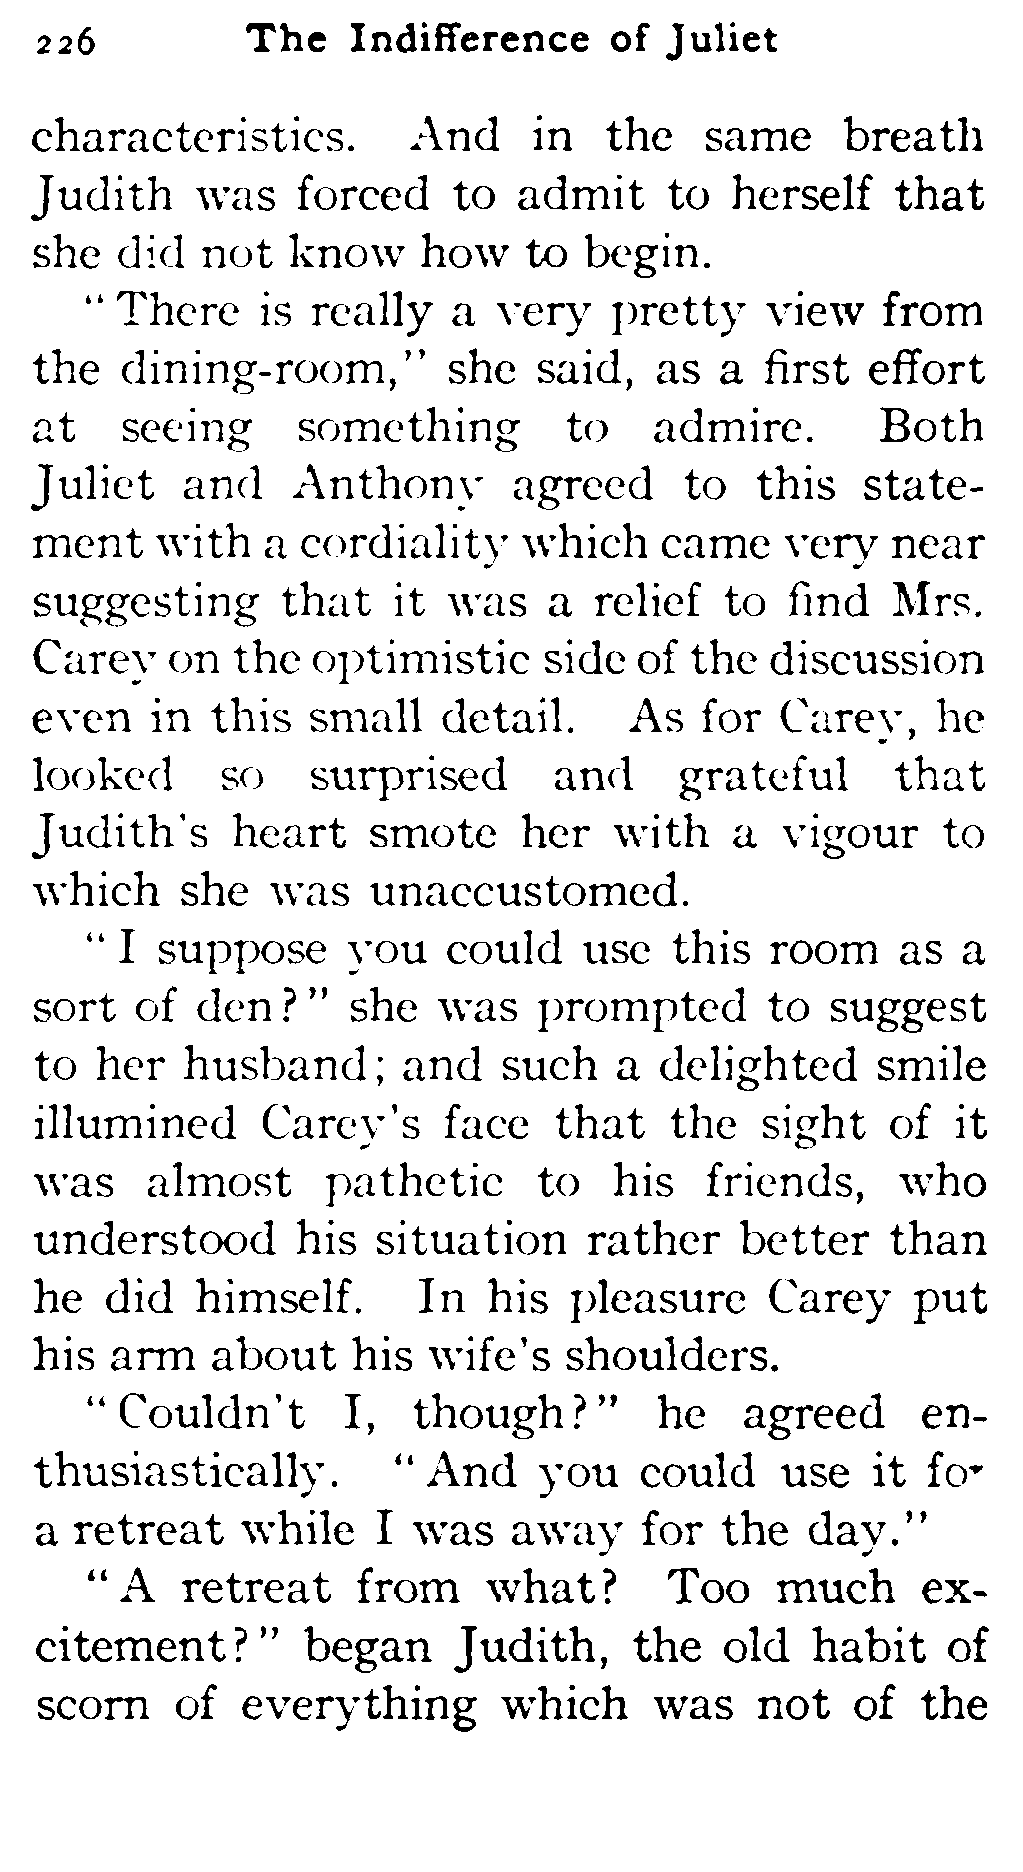 226 The Indifference of Juliet
characteristics. And in the same breath
Judith was forced to admit to herself that
she did not know how to begin.
"There is really a very pretty view from
the dining-room," she said, as a first effort
at seeing something to admire. Both
Juliet and Anthony agreed to this state-
ment with a cordiality which came very near
suggesting that it was a relief to find Mrs.
Carey on the optimistic side of the discussion
even in this small detail. As for Carey, he
looked so surprised and grateful that
Judith's heart smote her with a vigour to
which she was unaccustomed.
"I suppose you could use this room as a
sort of den?" she was prompted to suggest
to her husband; and such a delighted smile
illumined Carey's face that the sight of it
was almost pathetic to his friends, who
understood his situation rather better than
he did himself. In his pleasure Carey put
his arm about his wife's shoulders.
"Couldn't I, though?" he agreed en-
thusiastically. "And you could use it for
a retreat while I was away for the day."
"A retreat from what? Too much ex-
citement?" began Judith, the old habit of
scorn of everything which was not of the